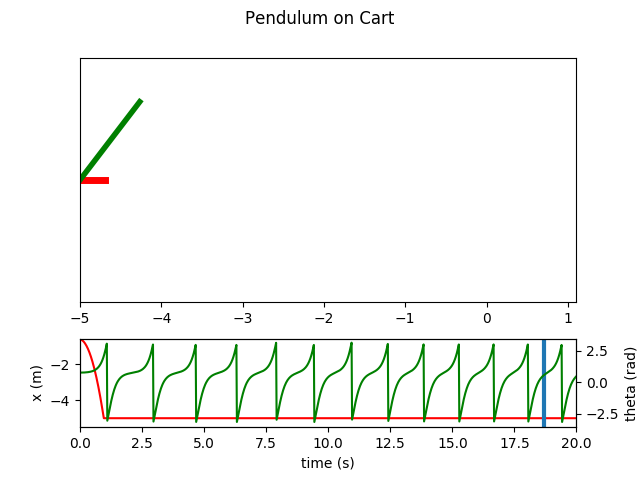 Pendulum on Cart
−5 −4 −3 −2 −1 0 1
x (m)
−2
−4
2.5
0.0
−2.5
theta (rad)
0.0 2.5 5.0 7.5 10.0 12.5 15.0 17.5 20.0
time (s)